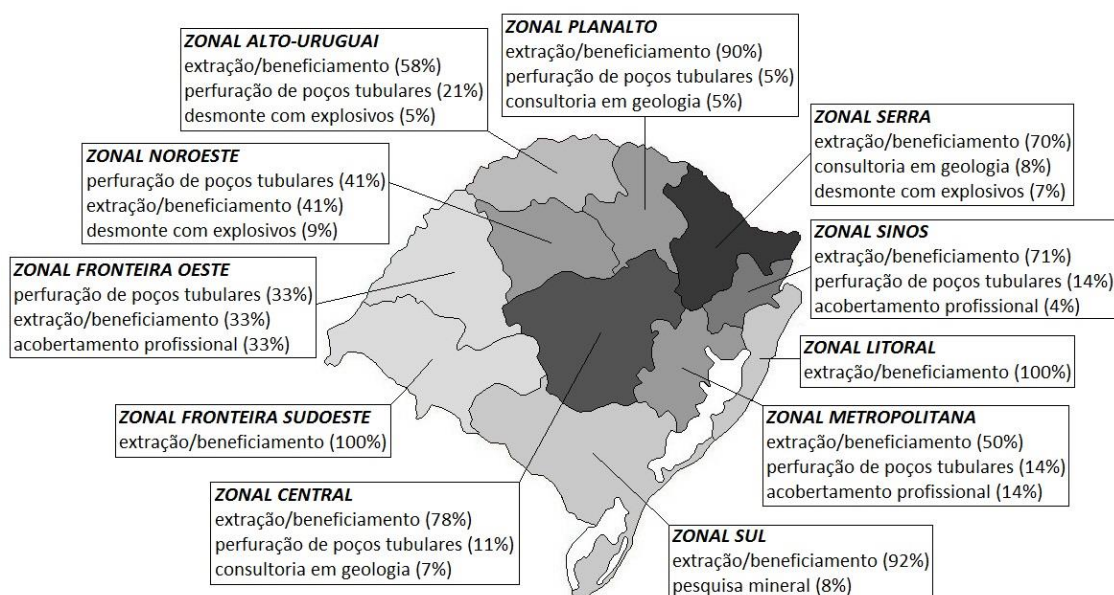 ZONAL ALTO-URUGUAI
extração/beneficiamento (58%)
perfuração de poços tubulares (21%)
desmonte com explosivos (5%)
ZONAL PLANALTO
extração/beneficiamento (90%)
perfuração de poços tubulares (5%)
consultoria em geologia (5%)
ZONAL SERRA
extração/beneficiamento (70%)
consultoria em geologia (8%)
desmonte com explosivos (7%)
ZONAL NOROESTE
perfuração de poços tubulares (41%)
extração/beneficiamento (41%)
desmonte com explosivos (9%)
ZONAL SINOS
extração/beneficiamento (71%)
perfuração de poços tubulares (14%)
acobertamento profissional (4%)
ZONAL FRONTEIRA OESTE
perfuração de poços tubulares (33%)
extração/beneficiamento (33%)
acobertamento profissional (33%)
ZONAL LITORAL
extração/beneficiamento (100%)
ZONAL FRONTEIRA SUDOESTE
extração/beneficiamento (100%)
ZONAL METROPOLITANA
extração/beneficiamento (50%)
perfuração de poços tubulares (14%)
acobertamento profissional (14%)
ZONAL CENTRAL
extração/beneficiamento (78%)
perfuração de poços tubulares (11%)
consultoria em geologia (7%)
ZONAL SUL
extração/beneficiamento (92%)
pesquisa mineral (8%)